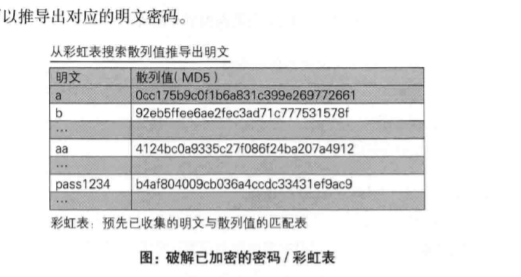 以推导出对应的明文密码。
从彩虹表搜索散列值推导出明文
明文 散列值（MD5）
a 0cc175b9c0f1b6a831c399e269772661
b 92eb5ffee6ae2fec3ad71c777531578f
…
aa 4124bc0a9335c27f086f24ba207a4912
…
pass1234 b4af804009cb036a4ccdc33431ef9ac9
…
彩虹表：预先已收集的明文与散列值的匹配表
图：破解已加密的密码 / 彩虹表